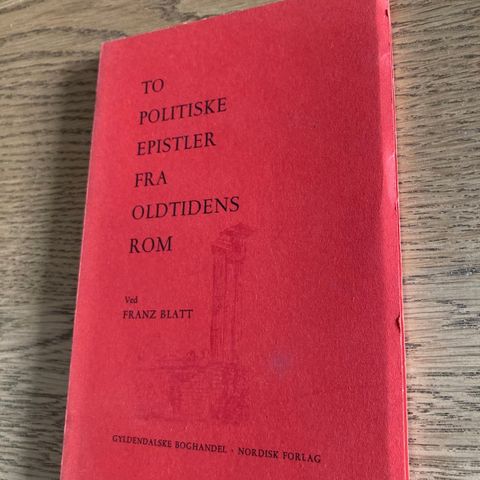 TO
POLITISKE
EPISTLER
FRA
OLDTIDENS
ROM
Ved
FRANZ BLATT
GYLDENDALSKE BOGHANDEL · NORDISK FORLAG